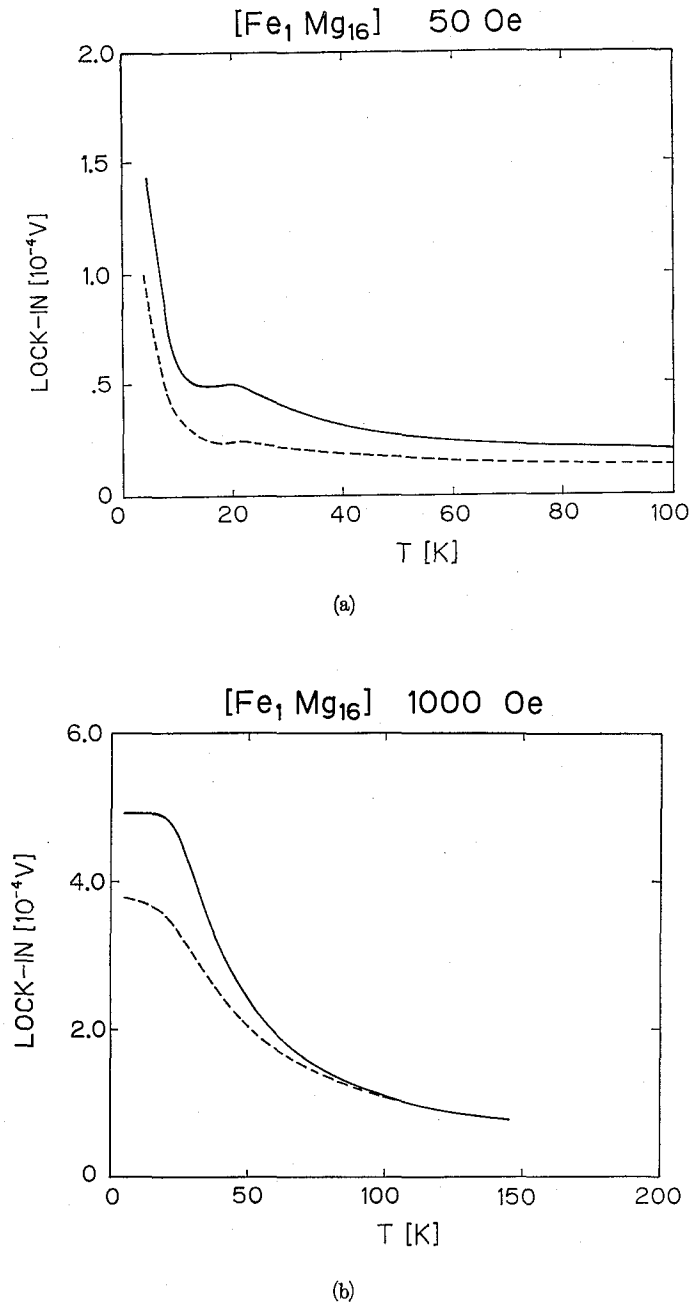 [Fe₁ Mg₁₆] 50 Oe
2.0
1.5
1.0
.5
0
LOCK-IN [10⁻⁴V]
0 20 40 60 80 100
T [K]
(a)
[Fe₁ Mg₁₆] 1000 Oe
6.0
4.0
2.0
0
LOCK-IN [10⁻⁴V]
0 50 100 150 200
T [K]
(b)